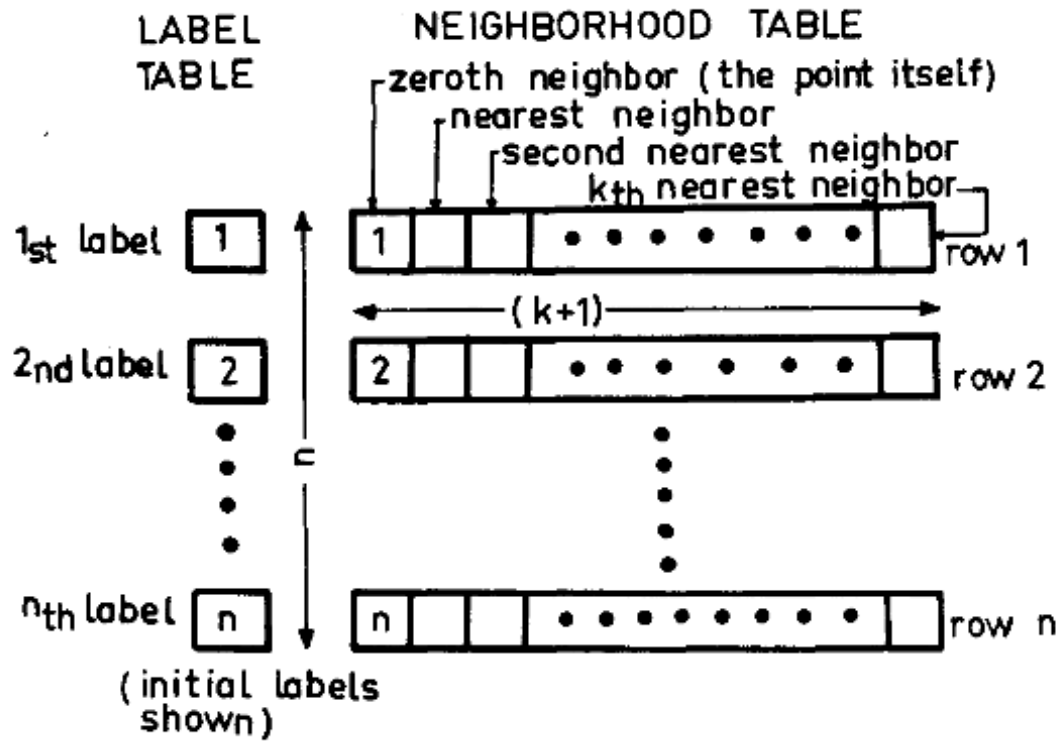 LABEL TABLE
NEIGHBORHOOD TABLE
zeroth neighbor (the point itself)
nearest neighbor
second nearest neighbor
kth nearest neighbor
1st label
1
1
row 1
(k+1)
2nd label
2
2
row 2
n
nth label
n
n
row n
(initial labels
shown)